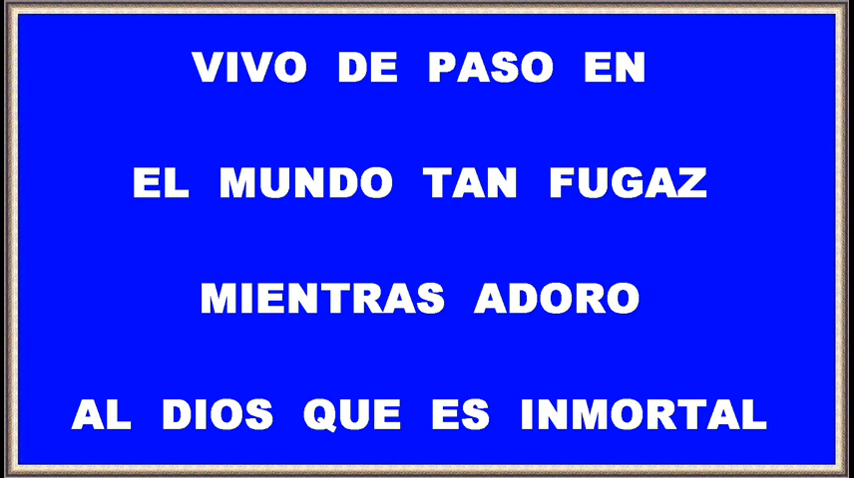 VIVO DE PASO EN
EL MUNDO TAN FUGAZ
MIENTRAS ADORO
AL DIOS QUE ES INMORTAL